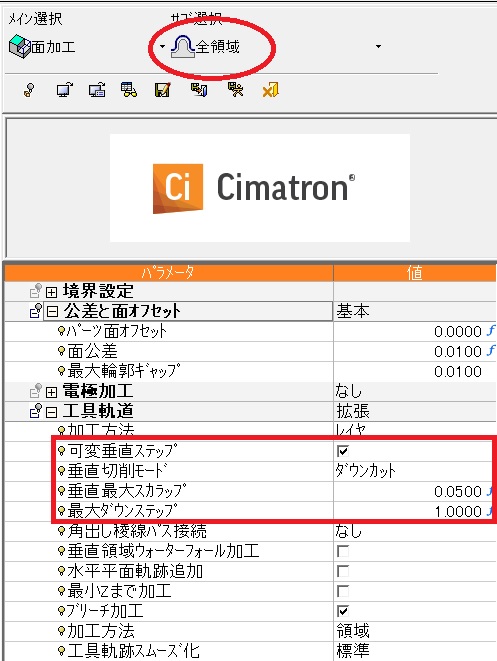 ﾒｲﾝ選択 ｻﾌﾞ選択
面加工 全領域
Ci Cimatron®
ﾊﾟﾗﾒｰﾀ 値
境界設定
公差と面ｵﾌｾｯﾄ 基本
ﾊﾟｰﾂ面ｵﾌｾｯﾄ 0.0000 f
面公差 0.0100 f
最大輪郭ｷﾞｬｯﾌﾟ 0.0100
電極加工 なし
工具軌道 拡張
加工方法 ﾚｲﾔ
可変垂直ｽﾃｯﾌﾟ
垂直切削ﾓｰﾄﾞ ﾀﾞｳﾝｶｯﾄ
垂直最大ｽｶﾗｯﾌﾟ 0.0500 f
最大ﾀﾞｳﾝｽﾃｯﾌﾟ 1.0000 f
角出し稜線ﾊﾟｽ接続 なし
垂直領域ｳｫｰﾀｰﾌｫｰﾙ加工
水平平面軌跡追加
最小Zまで加工
ﾌﾞﾘｰﾁ加工
加工方法 領域
工具軌跡ｽﾑｰｽﾞ化 標準